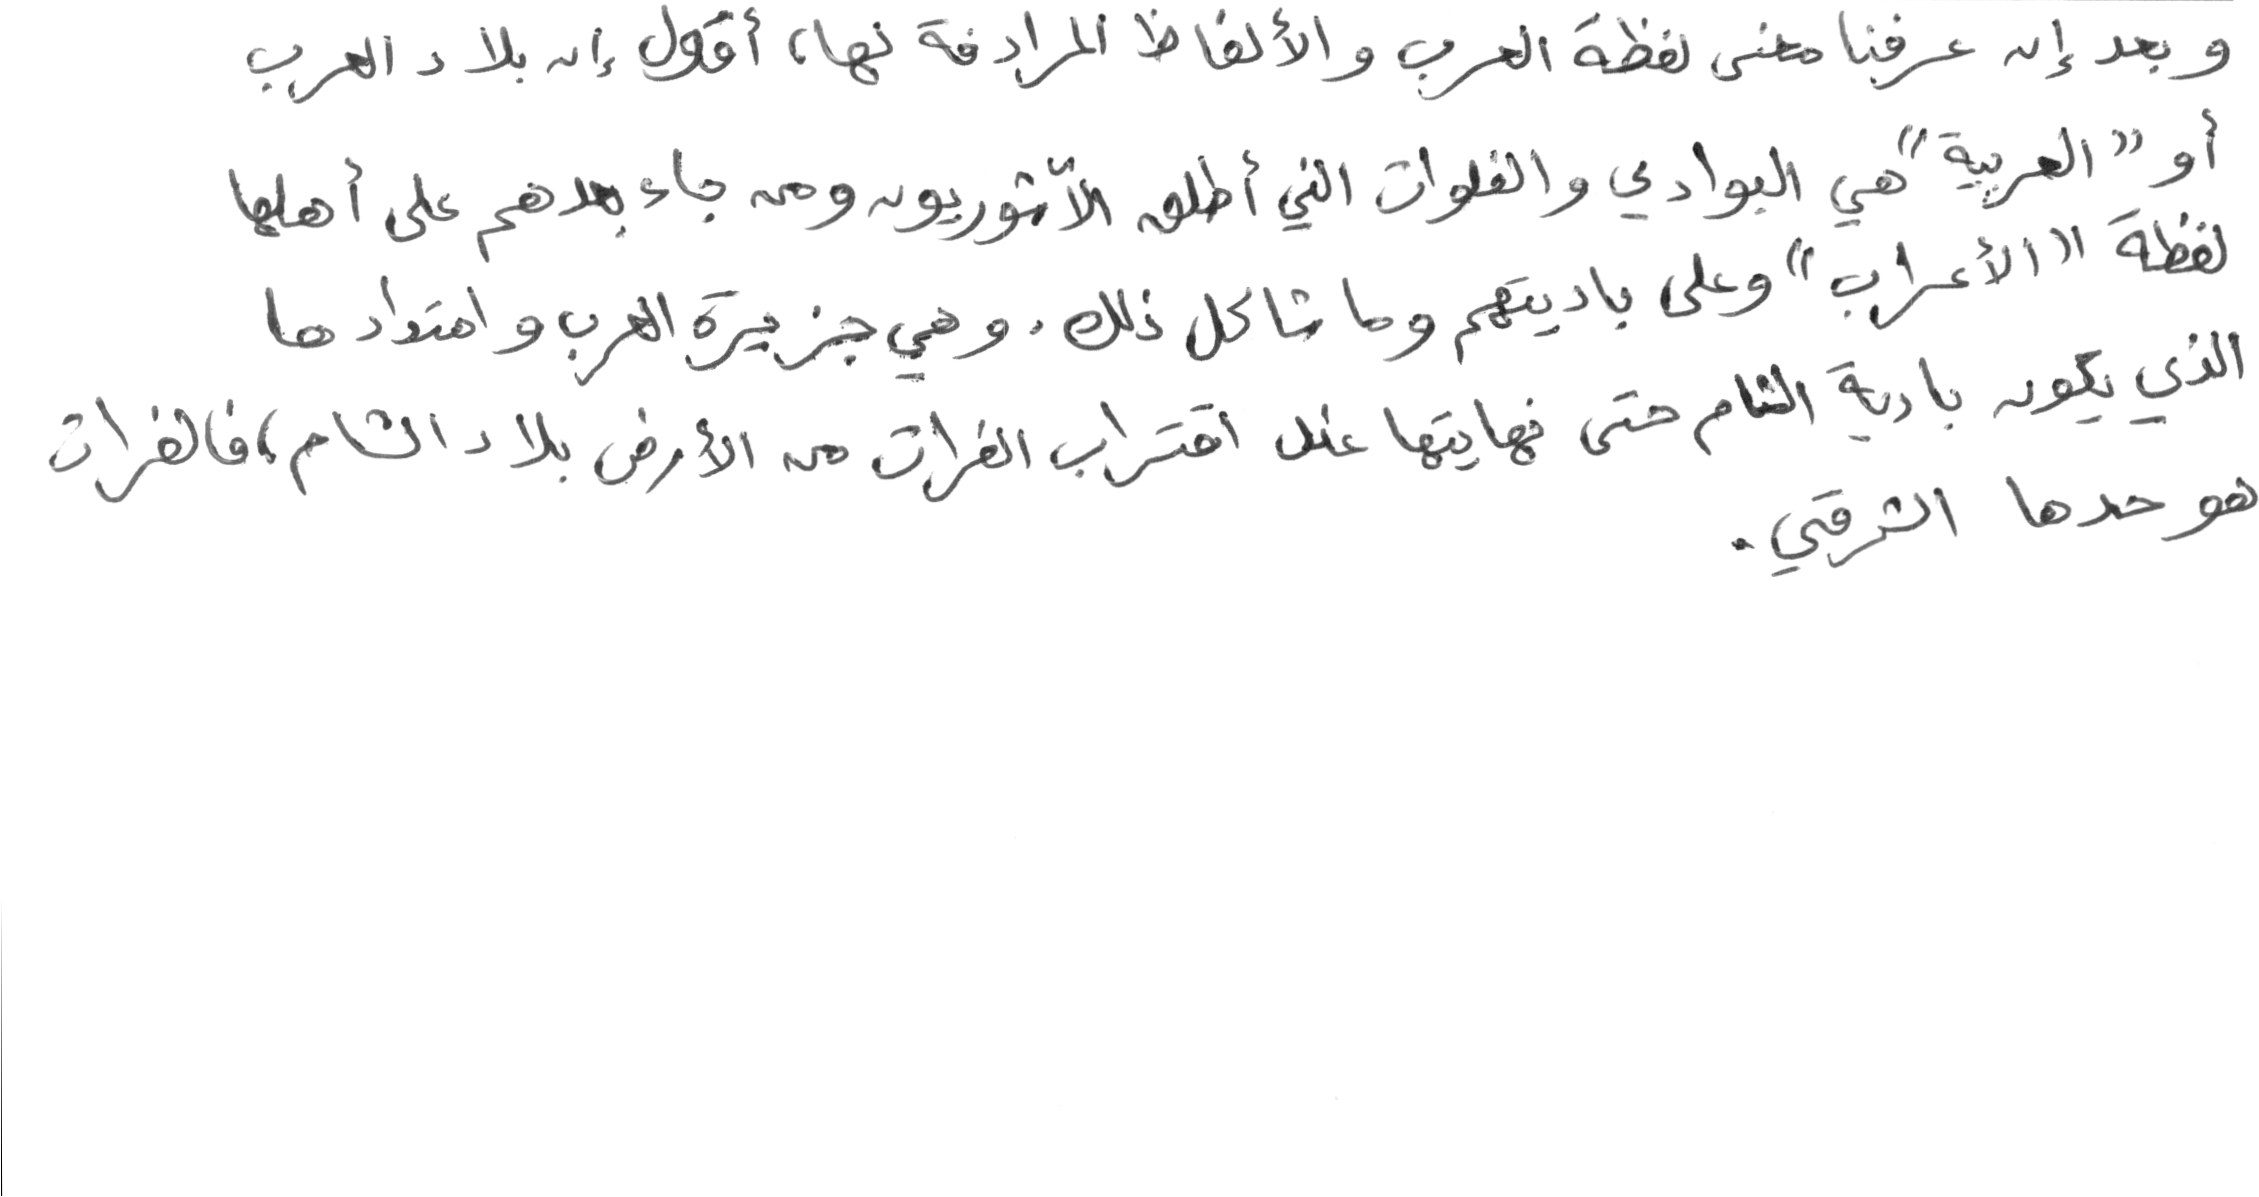 وبعد إن عرفنا معنى لفظة العرب والألفاظ المرادفة لها، أقول إن بلاد العرب
أو "العربية" هي البوادي والفلوات التي أطلق الآشوريون ومن جاء بعدهم على أهلها
لفظة "الأعراب" وعلى باديتهم وما شاكل ذلك. وهي جزيرة العرب وامتدادها
الذي يكون بادية الشام حتى نهايتها عند اقتراب الفرات من الأرض بلاد الشام، فالفرات
هو حدها الشرقي.